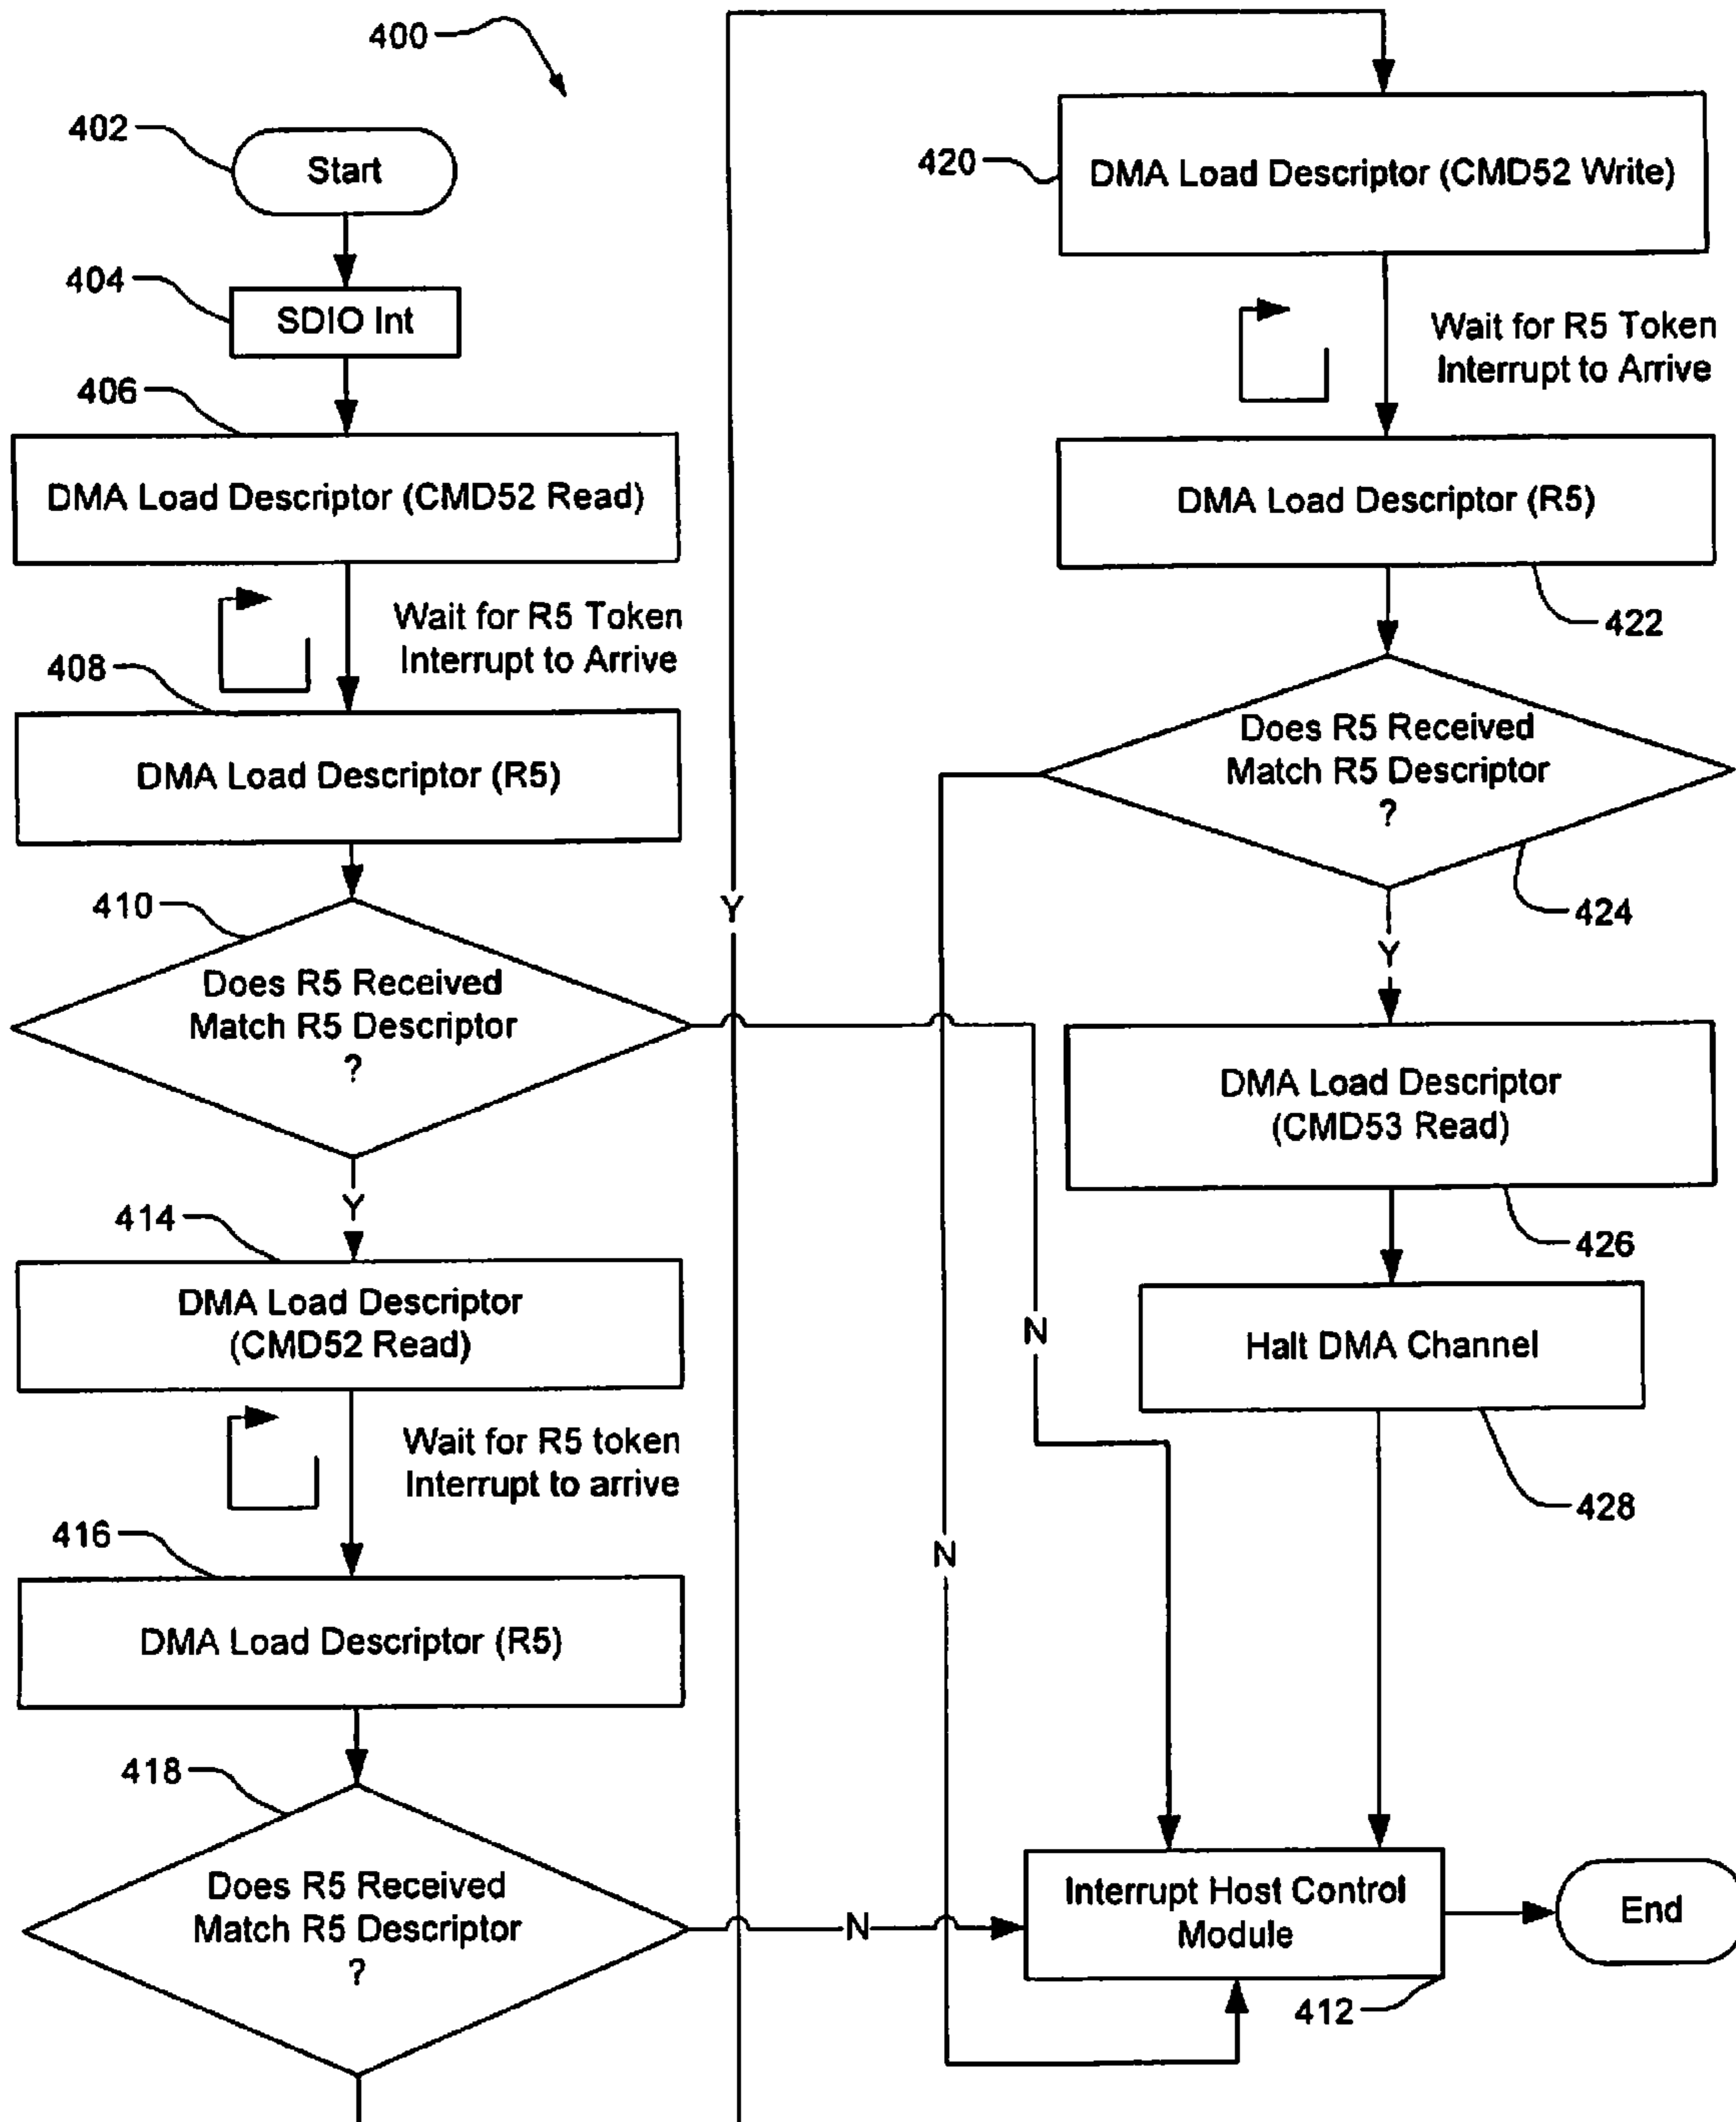 400
402
Start
404
SDIO Int
406
DMA Load Descriptor (CMD52 Read)
Wait for R5 Token
Interrupt to Arrive
408
DMA Load Descriptor (R5)
410
Does R5 Received
Match R5 Descriptor
?
Y
414
DMA Load Descriptor
(CMD52 Read)
Wait for R5 token
Interrupt to arrive
416
DMA Load Descriptor (R5)
418
Does R5 Received
Match R5 Descriptor
?
N
Y
420
DMA Load Descriptor (CMD52 Write)
Wait for R5 Token
Interrupt to Arrive
DMA Load Descriptor (R5)
422
Does R5 Received
Match R5 Descriptor
?
424
Y
DMA Load Descriptor
(CMD53 Read)
426
N
Halt DMA Channel
428
N
Interrupt Host Control
Module
412
End